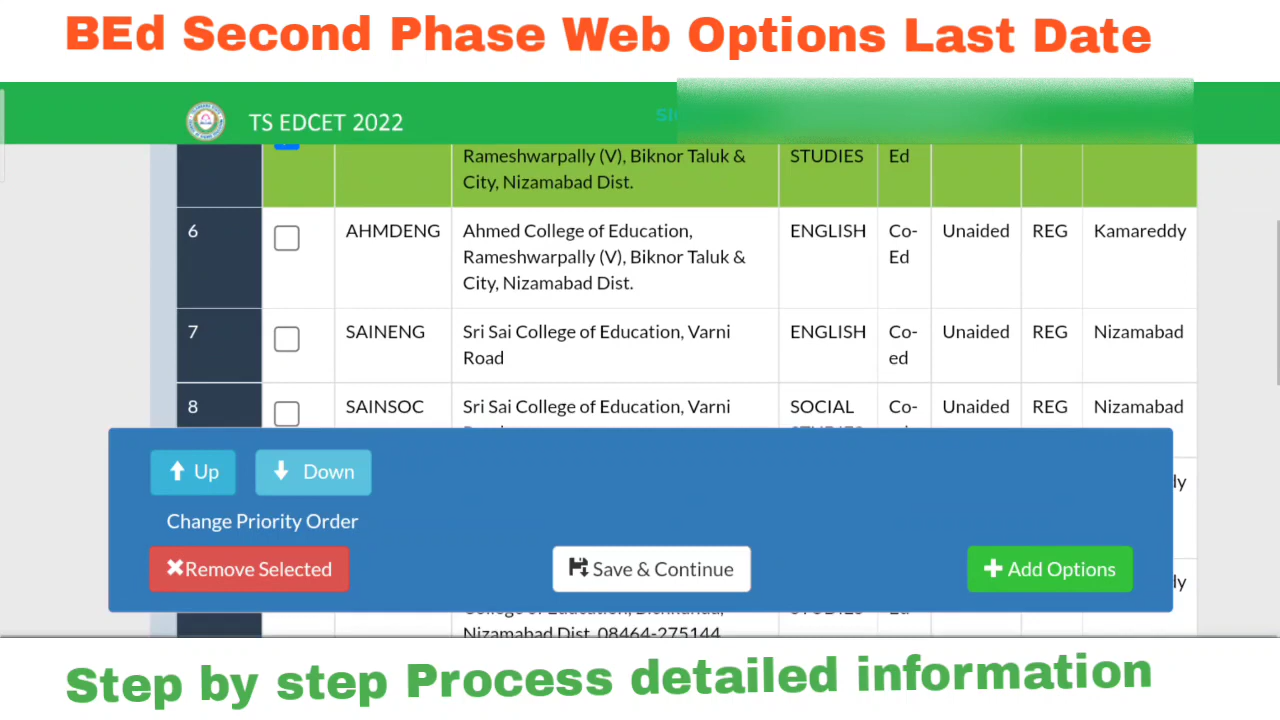 BEd Second Phase Web Options Last Date
TS EDCET 2022
Rameshwarpally (V), Biknor Taluk & STUDIES Ed
City, Nizamabad Dist.
6 AHMDENG Ahmed College of Education, ENGLISH Co- Unaided REG Kamareddy
Rameshwarpally (V), Biknor Taluk & Ed
City, Nizamabad Dist.
7 SAINENG Sri Sai College of Education, Varni ENGLISH Co- Unaided REG Nizamabad
Road ed
8 SAINSOC Sri Sai College of Education, Varni SOCIAL Co- Unaided REG Nizamabad
Up Down
Change Priority Order
Remove Selected Save & Continue Add Options
Nizamabad Dist. 08464-275144
Step by step Process detailed information